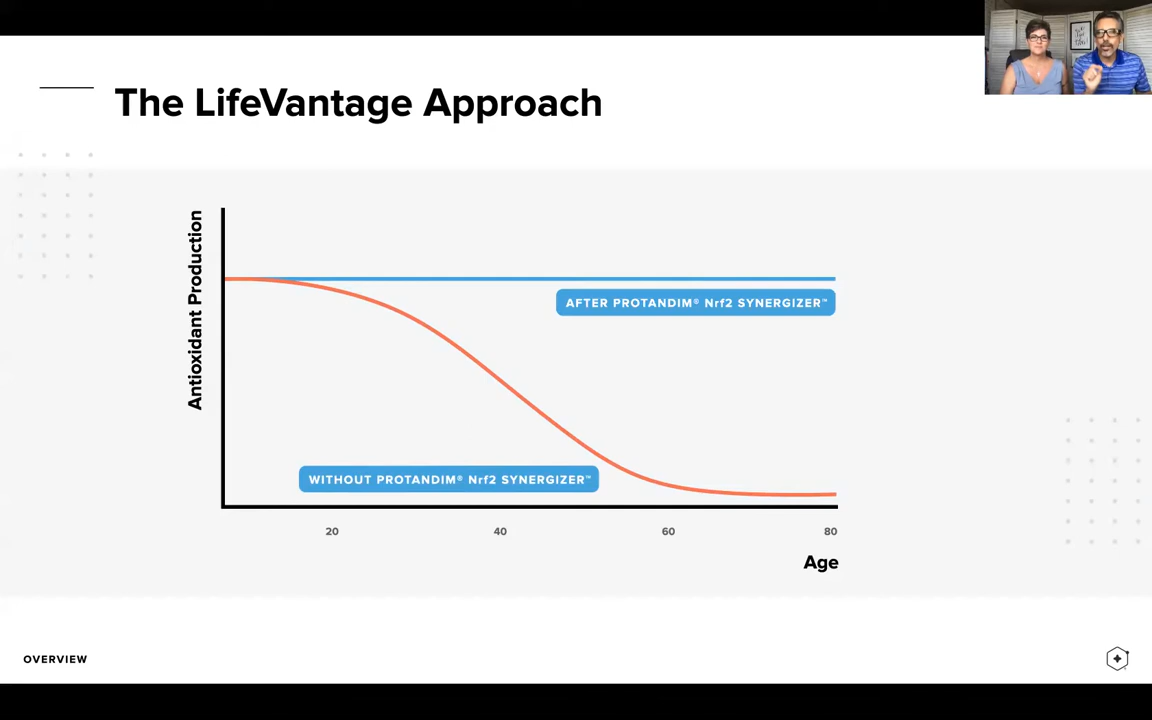 The LifeVantage Approach
Antioxidant Production
AFTER PROTANDIM® Nrf2 SYNERGIZER™
WITHOUT PROTANDIM® Nrf2 SYNERGIZER™
20 40 60 80
Age
OVERVIEW